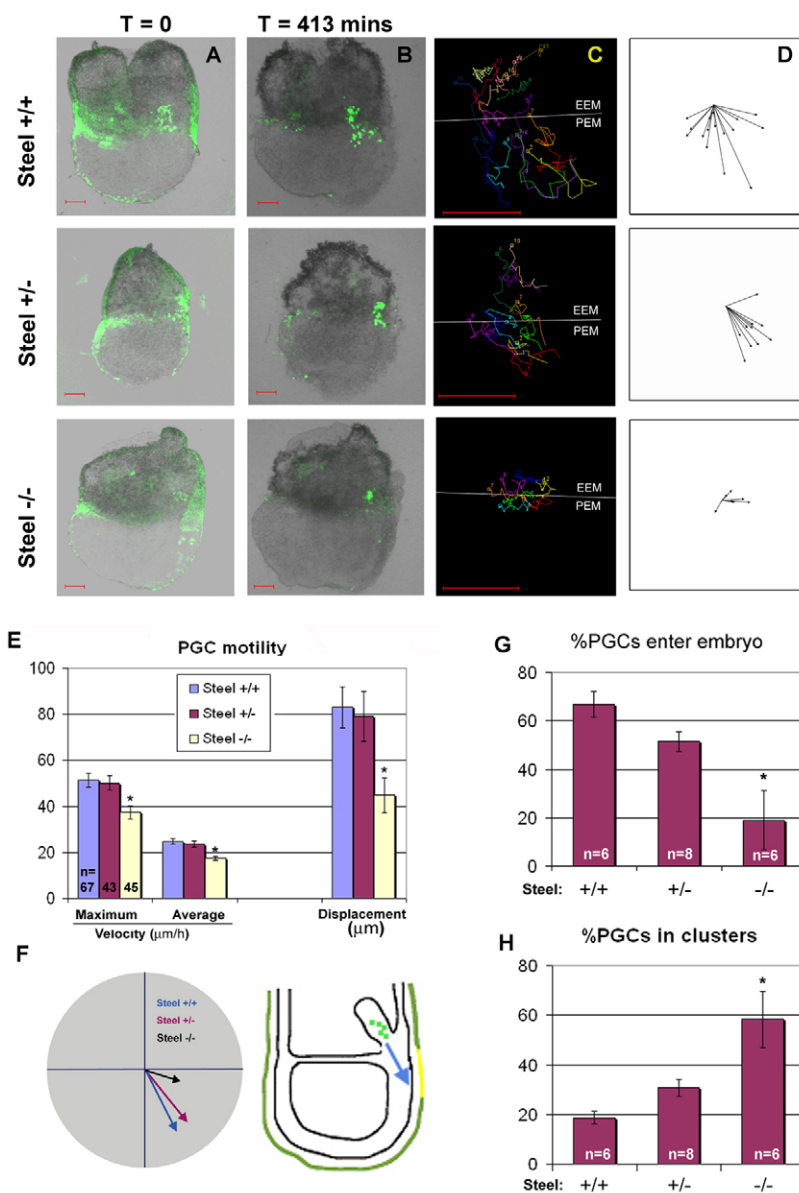 T = 0
T = 413 mins
A
B
C
D
Steel +/+
EEM
PEM
Steel +/-
10
EEM
PEM
Steel -/-
EEM
PEM
E
PGC motility
100
80
60
40
20
0
Steel +/+
Steel +/-
Steel -/-
*
*
*
n=
67
43
45
Maximum
Average
Velocity (µm/h)
Displacement
(µm)
G
%PGCs enter embryo
80
60
40
20
0
*
n=6
n=8
n=6
Steel: +/+ +/- -/-
F
Steel +/+
Steel +/-
Steel -/-
H
%PGCs in clusters
80
60
40
20
0
*
n=6
n=8
n=6
Steel: +/+ +/- -/-